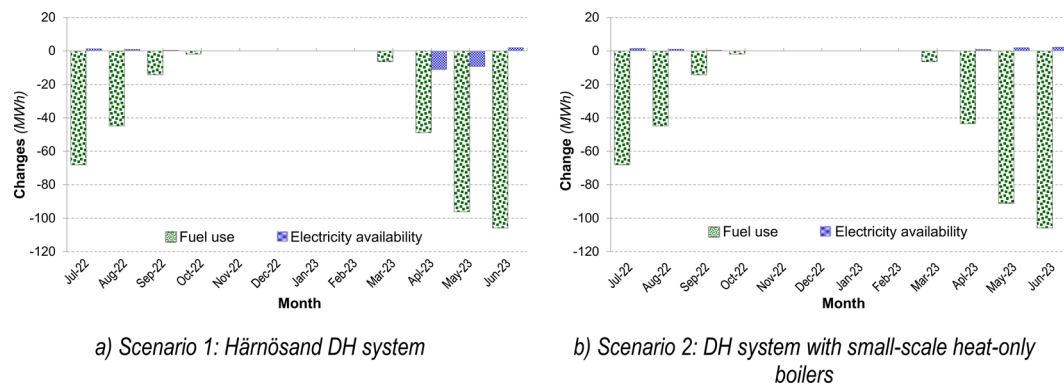 20
0
-20
-40
-60
-80
-100
-120
Changes (MWh)
Fuel use
Electricity availability
Jul-22
Aug-22
Sep-22
Oct-22
Nov-22
Dec-22
Jan-23
Feb-23
Mar-23
Apr-23
May-23
Jun-23
Month
a) Scenario 1: Härnösand DH system
20
0
-20
-40
-60
-80
-100
-120
Change (MWh)
Fuel use
Electricity availability
Jul-22
Aug-22
Sep-22
Oct-22
Nov-22
Dec-22
Jan-23
Feb-23
Mar-23
Apr-23
May-23
Jun-23
Month
b) Scenario 2: DH system with small-scale heat-only
boilers